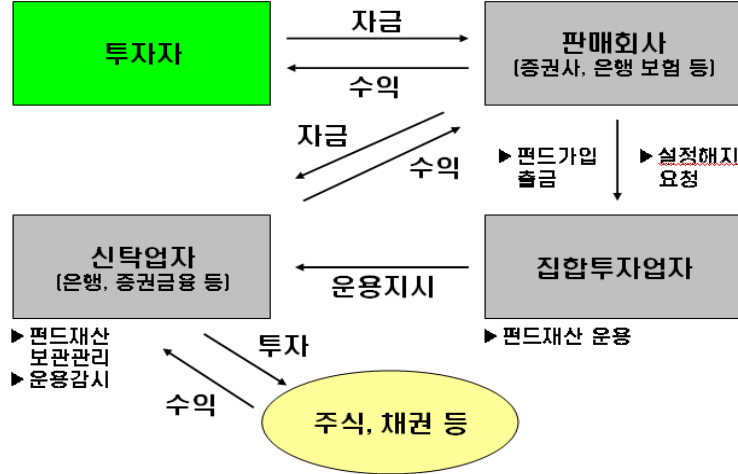 투자자
자금
수익
판매회사
(증권사, 은행 보험 등)
자금
수익
▶ 펀드가입
출금
▶ 설정해지
요청
신탁업자
(은행, 증권금융 등)
운용지시
집합투자업자
▶ 펀드재산
보관관리
▶ 운용감시
▶ 펀드재산 운용
투자
수익
주식, 채권 등